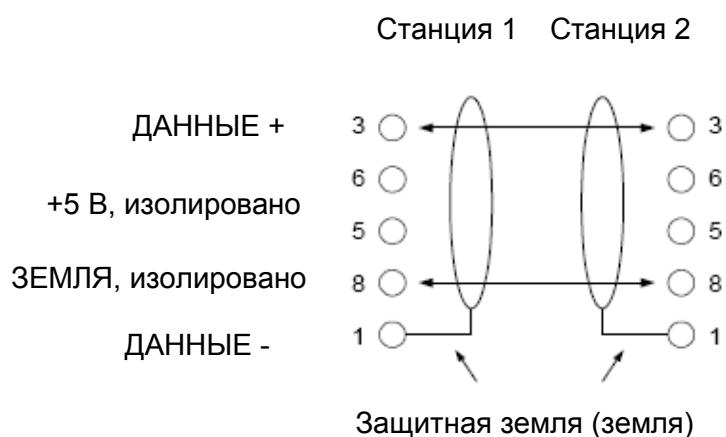 Станция 1 Станция 2
ДАННЫЕ + 3 3
6 6
+5 В, изолировано
5 5
ЗЕМЛЯ, изолировано 8 8
1 1
ДАННЫЕ -
Защитная земля (земля)